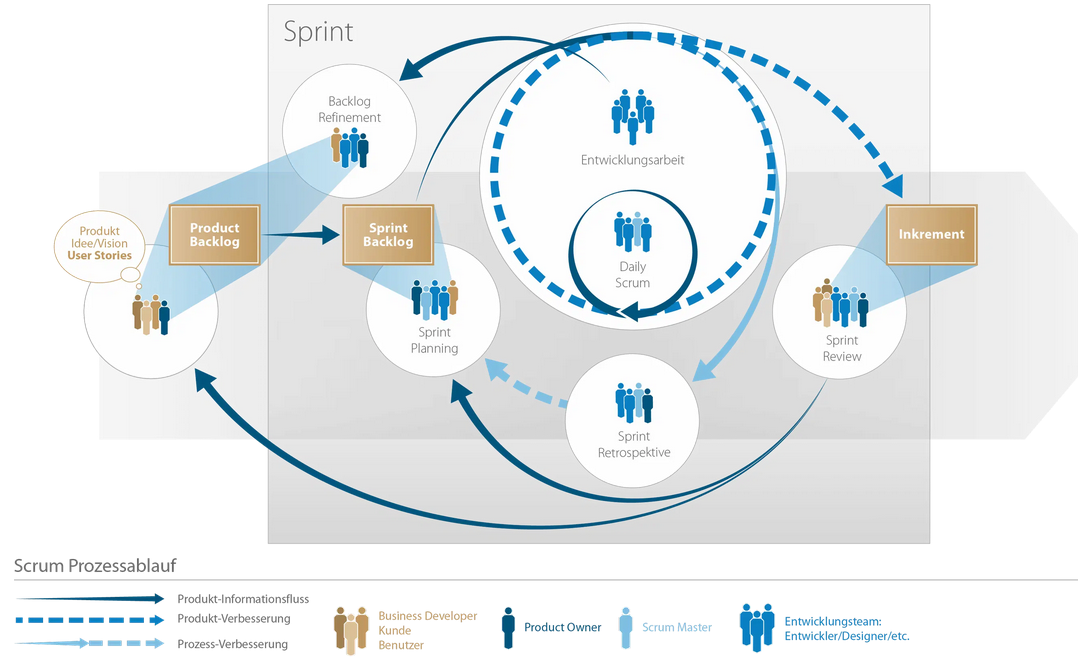 Sprint
Backlog
Refinement
Entwicklungsarbeit
Produkt
Idee/Vision
User Stories
Product
Backlog
Sprint
Backlog
Inkrement
Daily
Scrum
Sprint
Planning
Sprint
Review
Sprint
Retrospektive
Scrum Prozessablauf
Produkt-Informationsfluss
Produkt-Verbesserung
Prozess-Verbesserung
Business Developer
Kunde
Benutzer
Product Owner
Scrum Master
Entwicklungsteam:
Entwickler/Designer/etc.